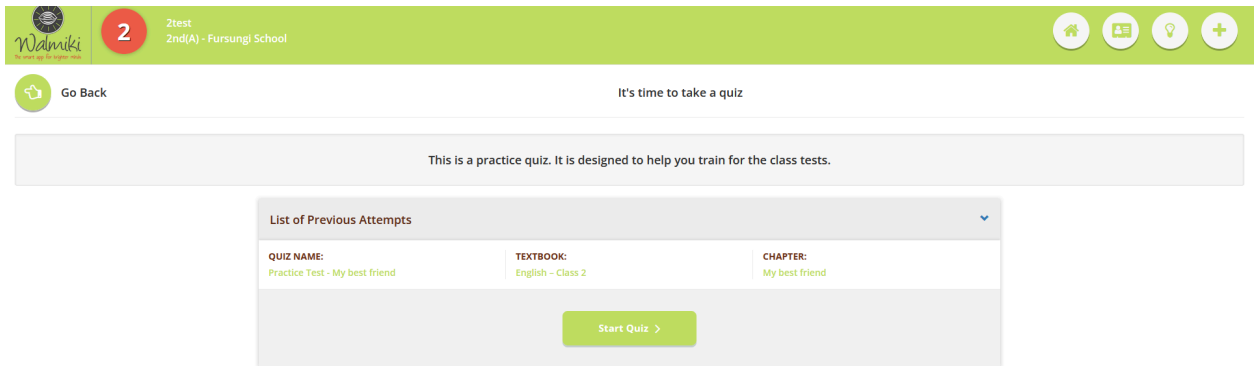 Walmiki
The smart app for brighter minds
2
2test
2nd(A) - Fursungi School
Go Back
It's time to take a quiz
This is a practice quiz. It is designed to help you train for the class tests.
List of Previous Attempts
QUIZ NAME:
Practice Test - My best friend
TEXTBOOK:
English – Class 2
CHAPTER:
My best friend
Start Quiz